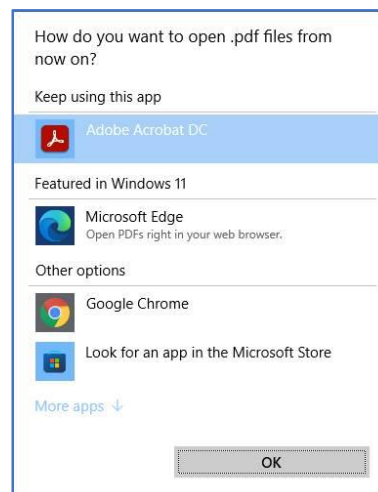 How do you want to open .pdf files from
now on?
Keep using this app
Adobe Acrobat DC
Featured in Windows 11
Microsoft Edge
Open PDFs right in your web browser.
Other options
Google Chrome
Look for an app in the Microsoft Store
More apps ↓
OK